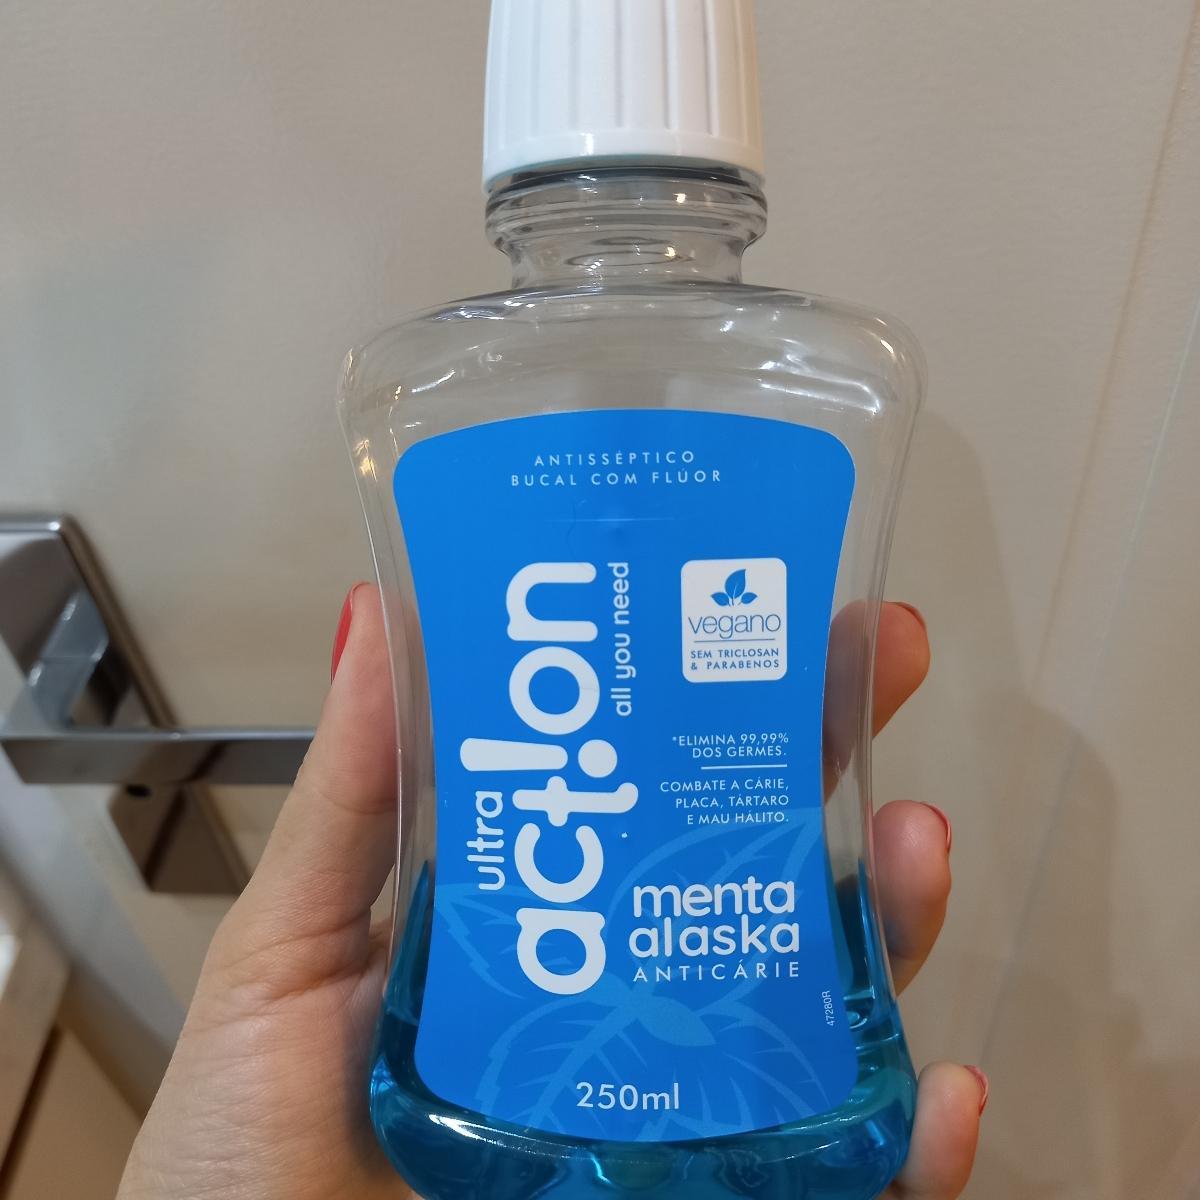 ANTISSÉPTICO
BUCAL COM FLÚOR
ultra
act!on
all you need
vegano
SEM TRICLOSAN
& PARABENOS
*ELIMINA 99,99%
DOS GERMES.
COMBATE A CÁRIE,
PLACA, TÁRTARO
E MAU HÁLITO.
menta
alaska
ANTICÁRIE
47280R
250ml